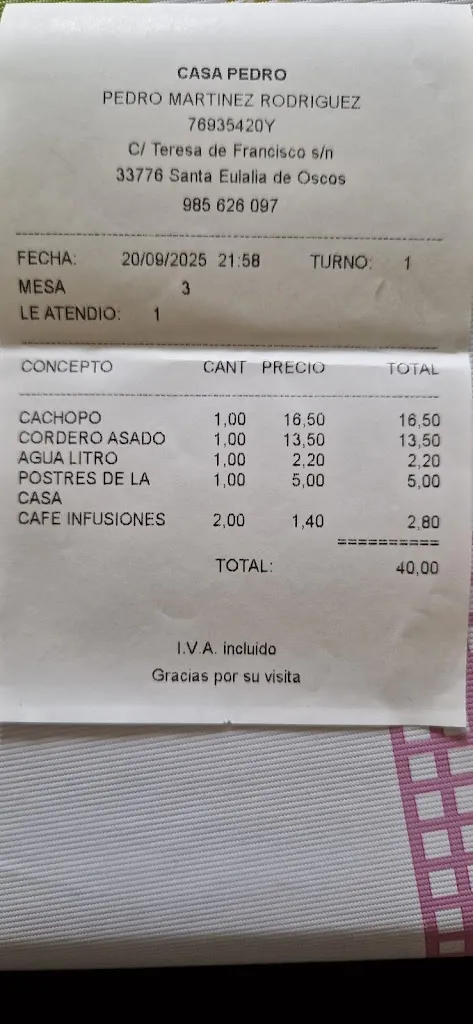 CASA PEDRO
PEDRO MARTINEZ RODRIGUEZ
76935420Y
C/ Teresa de Francisco s/n
33776 Santa Eulalia de Oscos
985 626 097
FECHA: 20/09/2025 21:58 TURNO: 1
MESA 3
LE ATENDIO: 1
CONCEPTO CANT PRECIO TOTAL
CACHOPO 1,00 16,50 16,50
CORDERO ASADO 1,00 13,50 13,50
AGUA LITRO 1,00 2,20 2,20
POSTRES DE LA 1,00 5,00 5,00
CASA
CAFE INFUSIONES 2,00 1,40 2,80
==========
TOTAL: 40,00
I.V.A. incluido
Gracias por su visita